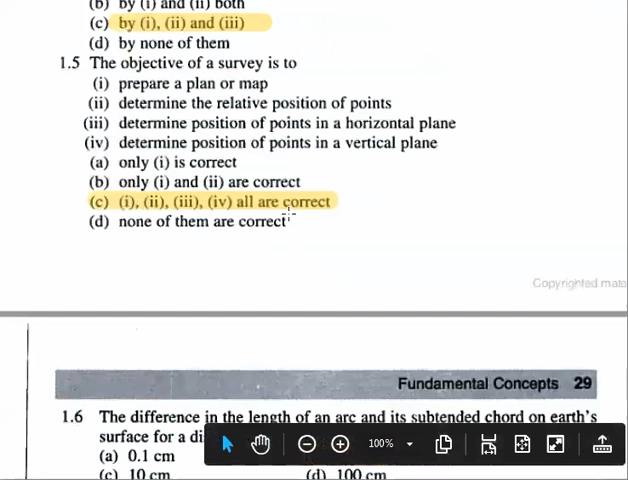 (b) by (i) and (ii) both
(c) by (i), (ii) and (iii)
(d) by none of them
1.5 The objective of a survey is to
(i) prepare a plan or map
(ii) determine the relative position of points
(iii) determine position of points in a horizontal plane
(iv) determine position of points in a vertical plane
(a) only (i) is correct
(b) only (i) and (ii) are correct
(c) (i), (ii), (iii), (iv) all are correct
(d) none of them are correct
Copyrighted mate
Fundamental Concepts 29
1.6 The difference in the length of an arc and its subtended chord on earth's
surface for a di
100%
(a) 0.1 cm
(c) 10 cm (d) 100 cm